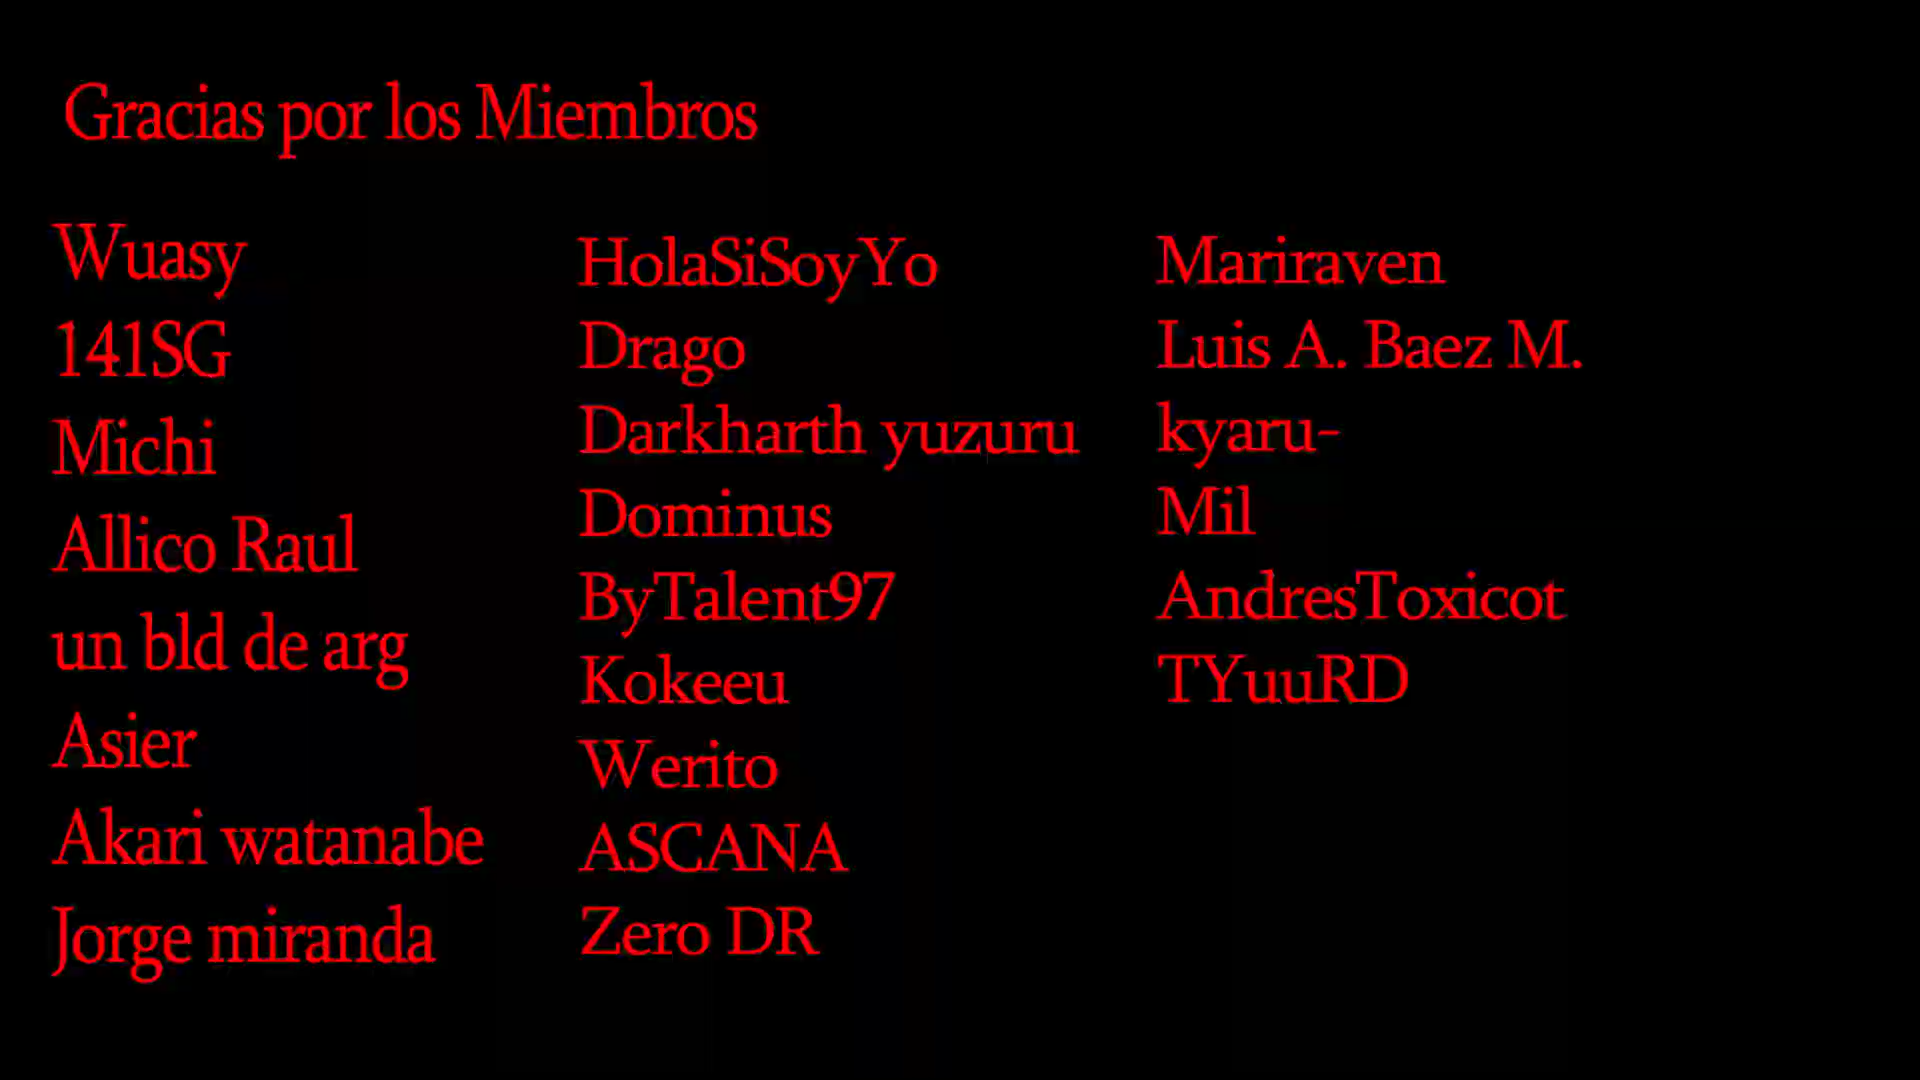 Gracias por los Miembros
Wuasy
141SG
Michi
Allico Raul
un bld de arg
Asier
Akari watanabe
Jorge miranda
HolaSiSoyYo
Drago
Darkharth yuzuru
Dominus
ByTalent97
Kokeeu
Werito
ASCANA
Zero DR
Mariraven
Luis A. Baez M.
kyaru-
Mil
AndresToxicot
TYuuRD